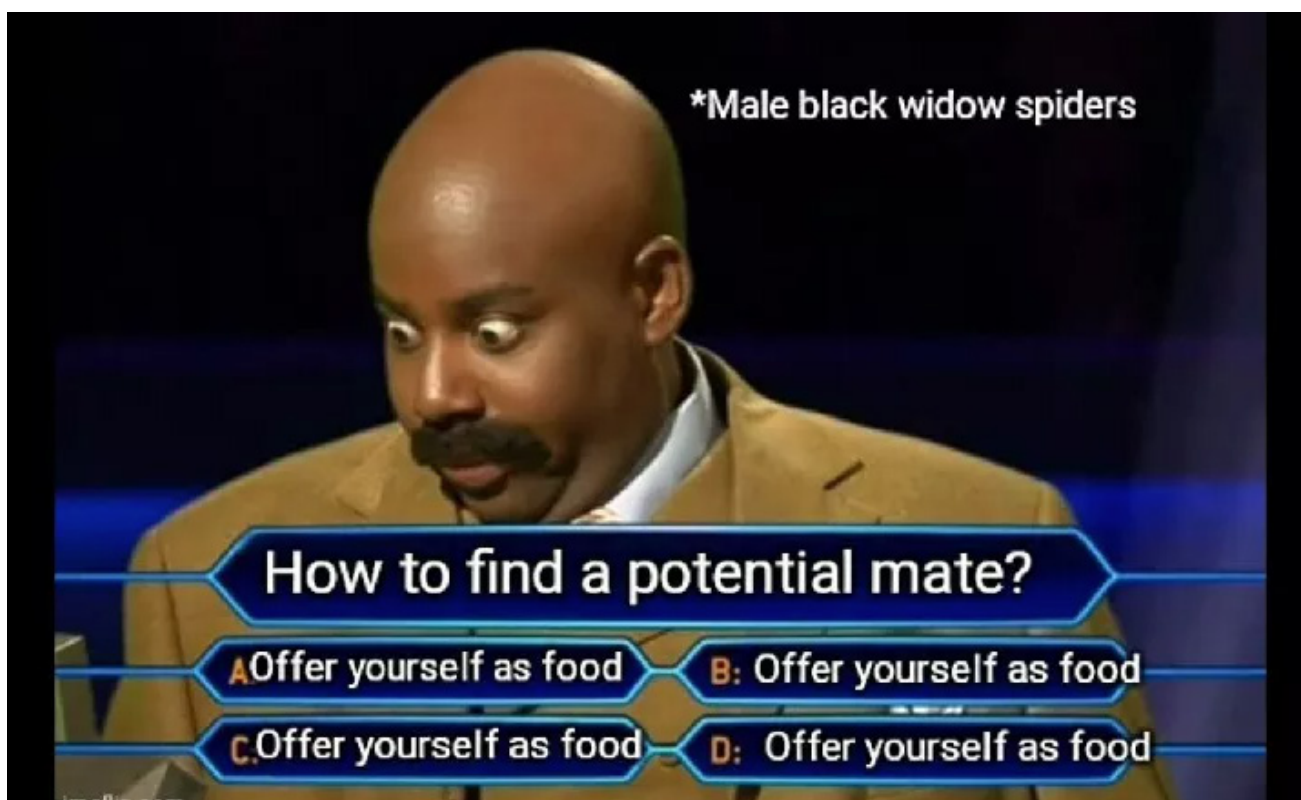 *Male black widow spiders
How to find a potential mate?
A:Offer yourself as food
B: Offer yourself as food
C:Offer yourself as food
D: Offer yourself as food